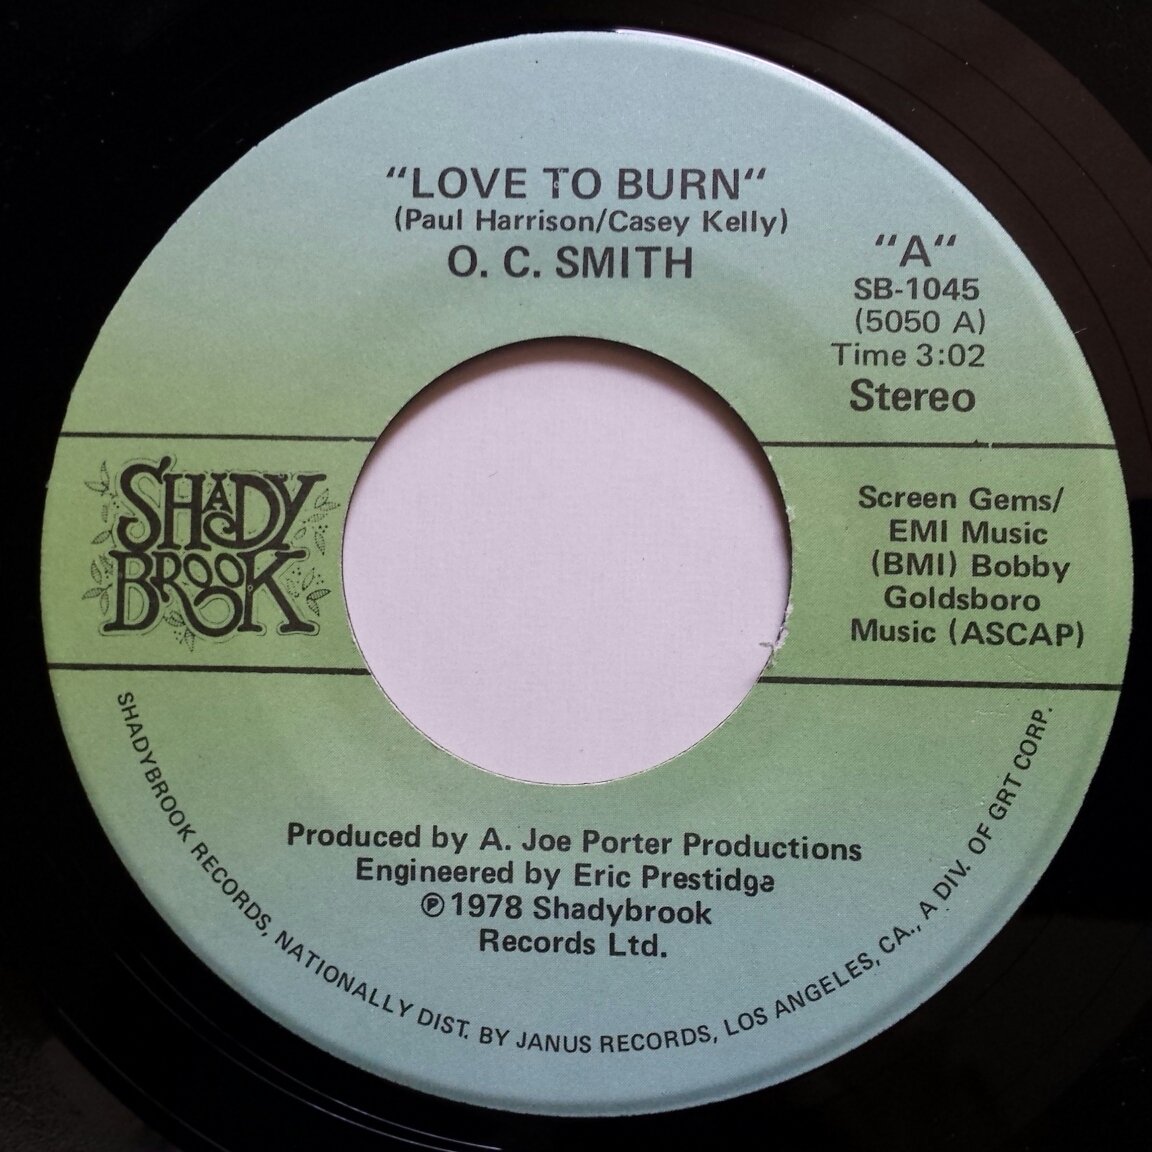 “LOVE TO BURN“
(Paul Harrison/Casey Kelly)
O. C. SMITH
“A“
SB-1045
(5050 A)
Time 3:02
Stereo
SHADY
BROOK
Screen Gems/
EMI Music
(BMI) Bobby
Goldsboro
Music (ASCAP)
Produced by A. Joe Porter Productions
Engineered by Eric Prestidge
℗ 1978 Shadybrook
Records Ltd.
SHADYBROOK RECORDS, NATIONALLY DIST. BY JANUS RECORDS, LOS ANGELES, CA., A DIV. OF GRT CORP.